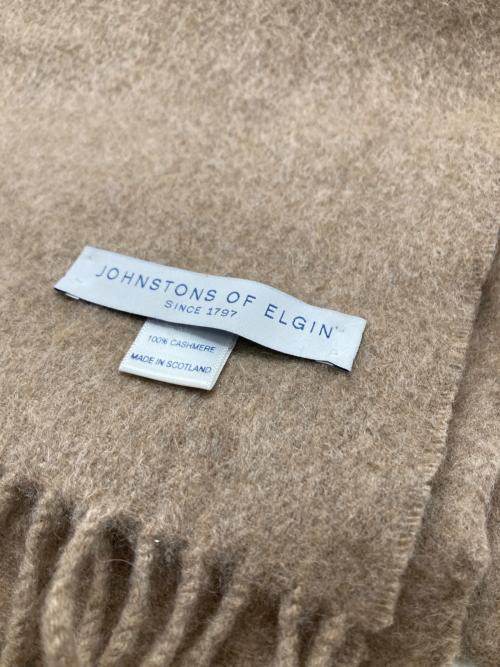 JOHNSTONS OF ELGIN
SINCE 1797
100% CASHMERE
MADE IN SCOTLAND